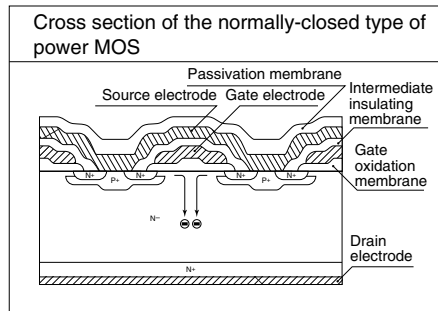 Cross section of the normally-closed type of
power MOS
Passivation membrane
Source electrode Gate electrode
Intermediate
insulating
membrane
Gate
oxidation
membrane
N+ N+ N+ N+
P+ P+
N−
Drain
electrode
N+